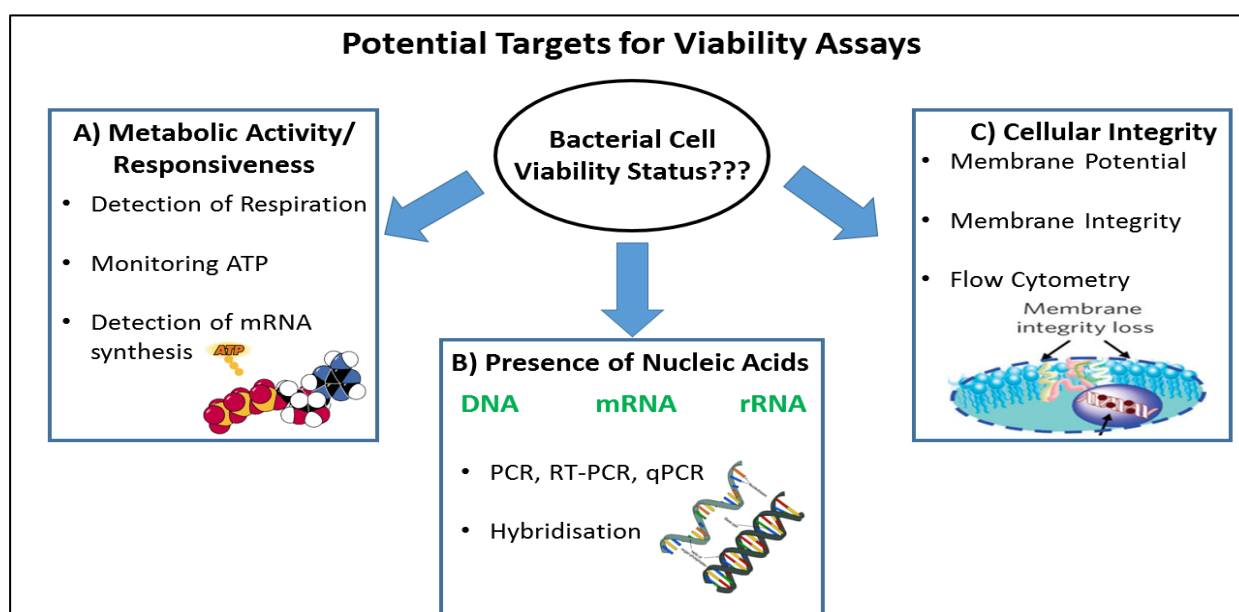 Potential Targets for Viability Assays
Bacterial Cell
Viability Status???
A) Metabolic Activity/
Responsiveness
• Detection of Respiration
• Monitoring ATP
• Detection of mRNA
synthesis
ATP
B) Presence of Nucleic Acids
DNA mRNA rRNA
• PCR, RT-PCR, qPCR
• Hybridisation
C) Cellular Integrity
• Membrane Potential
• Membrane Integrity
• Flow Cytometry
Membrane
integrity loss